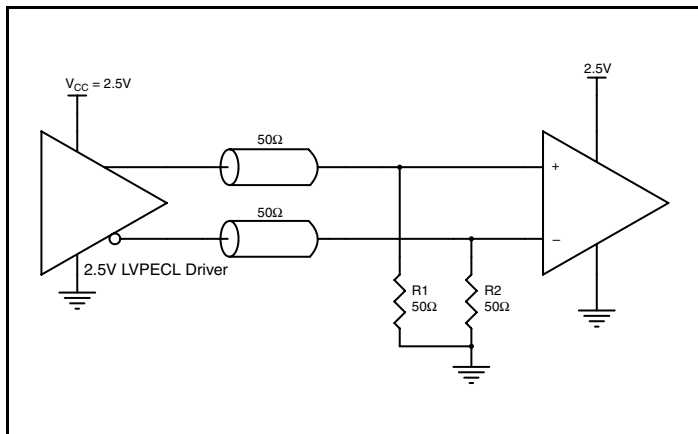 V_CC = 2.5V
2.5V
50Ω
50Ω
+
–
2.5V LVPECL Driver
R1
50Ω
R2
50Ω